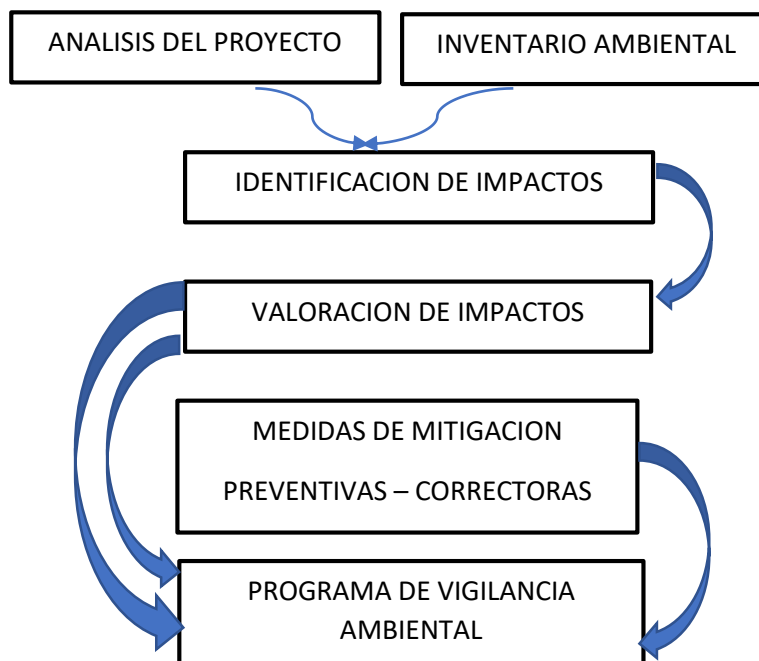 ANALISIS DEL PROYECTO
INVENTARIO AMBIENTAL
IDENTIFICACION DE IMPACTOS
VALORACION DE IMPACTOS
MEDIDAS DE MITIGACION
PREVENTIVAS – CORRECTORAS
PROGRAMA DE VIGILANCIA
AMBIENTAL